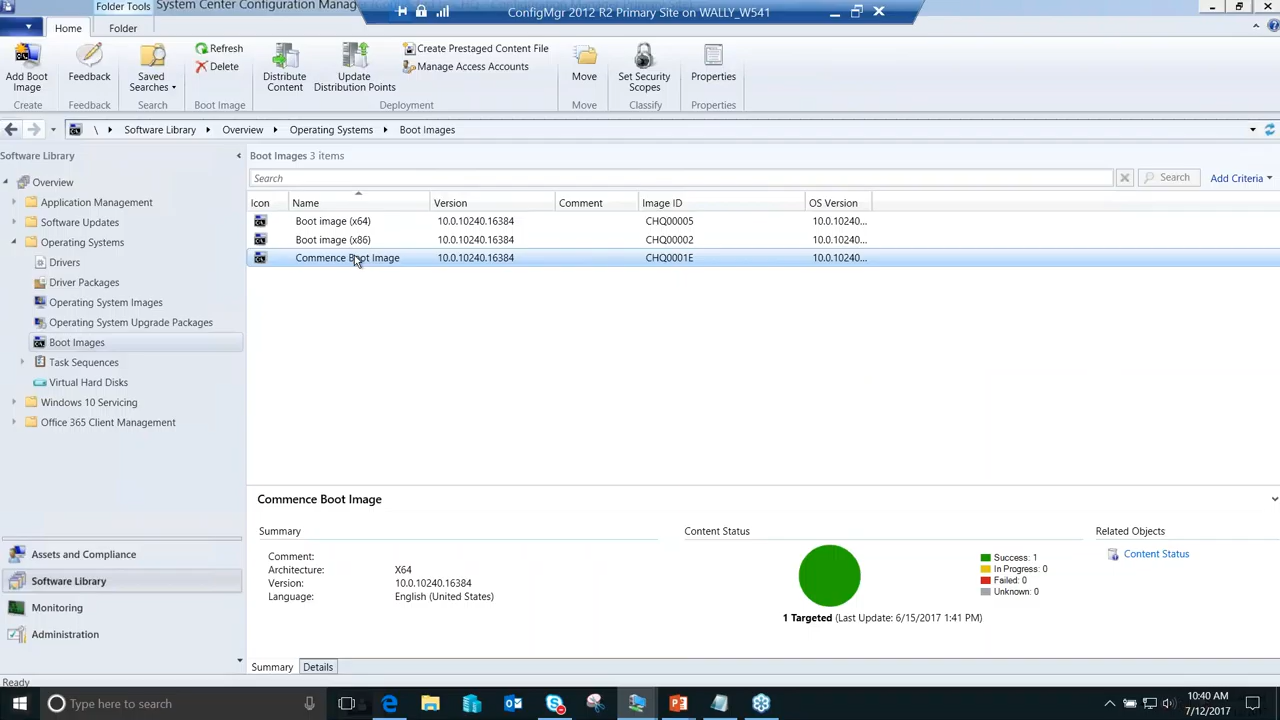 Folder Tools System Center Configuration Manager
ConfigMgr 2012 R2 Primary Site on WALLY_W541
Home Folder
Add Boot Image
Feedback
Saved Searches
Refresh
Delete
Distribute Content
Update Distribution Points
Create Prestaged Content File
Manage Access Accounts
Move
Set Security Scopes
Properties
Create Feedback Search Boot Image Deployment Move Classify Properties
\ Software Library Overview Operating Systems Boot Images
Software Library
Overview
Application Management
Software Updates
Operating Systems
Drivers
Driver Packages
Operating System Images
Operating System Upgrade Packages
Boot Images
Task Sequences
Virtual Hard Disks
Windows 10 Servicing
Office 365 Client Management
Assets and Compliance
Software Library
Monitoring
Administration
Boot Images 3 items
Search Search Add Criteria
Icon Name Version Comment Image ID OS Version
Boot image (x64) 10.0.10240.16384 CHQ00005 10.0.10240...
Boot image (x86) 10.0.10240.16384 CHQ00002 10.0.10240...
Commence Boot Image 10.0.10240.16384 CHQ0001E 10.0.10240...
Commence Boot Image
Summary
Comment:
Architecture: X64
Version: 10.0.10240.16384
Language: English (United States)
Content Status
Success: 1
In Progress: 0
Failed: 0
Unknown: 0
1 Targeted (Last Update: 6/15/2017 1:41 PM)
Related Objects
Content Status
Summary Details
Ready
Type here to search
10:40 AM
7/12/2017